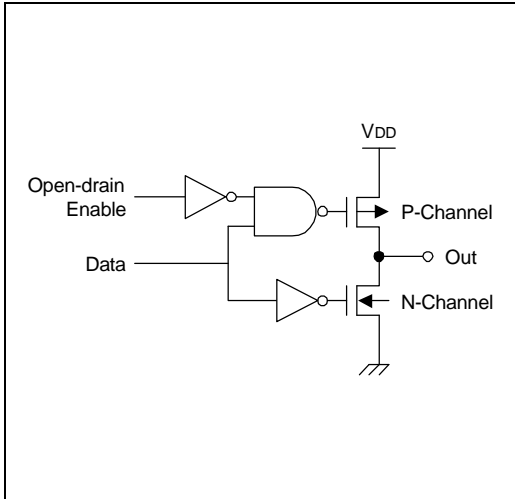 VDD
Open-drain
Enable
P-Channel
Data
Out
N-Channel